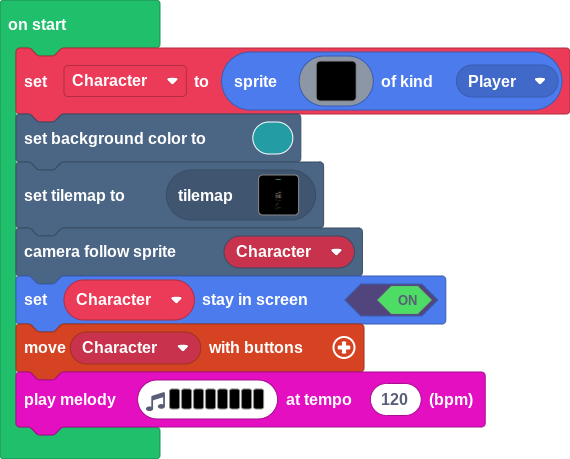 on start
set Character to sprite of kind Player
set background color to
set tilemap to tilemap
camera follow sprite Character
set Character stay in screen ON
move Character with buttons
play melody at tempo 120 (bpm)